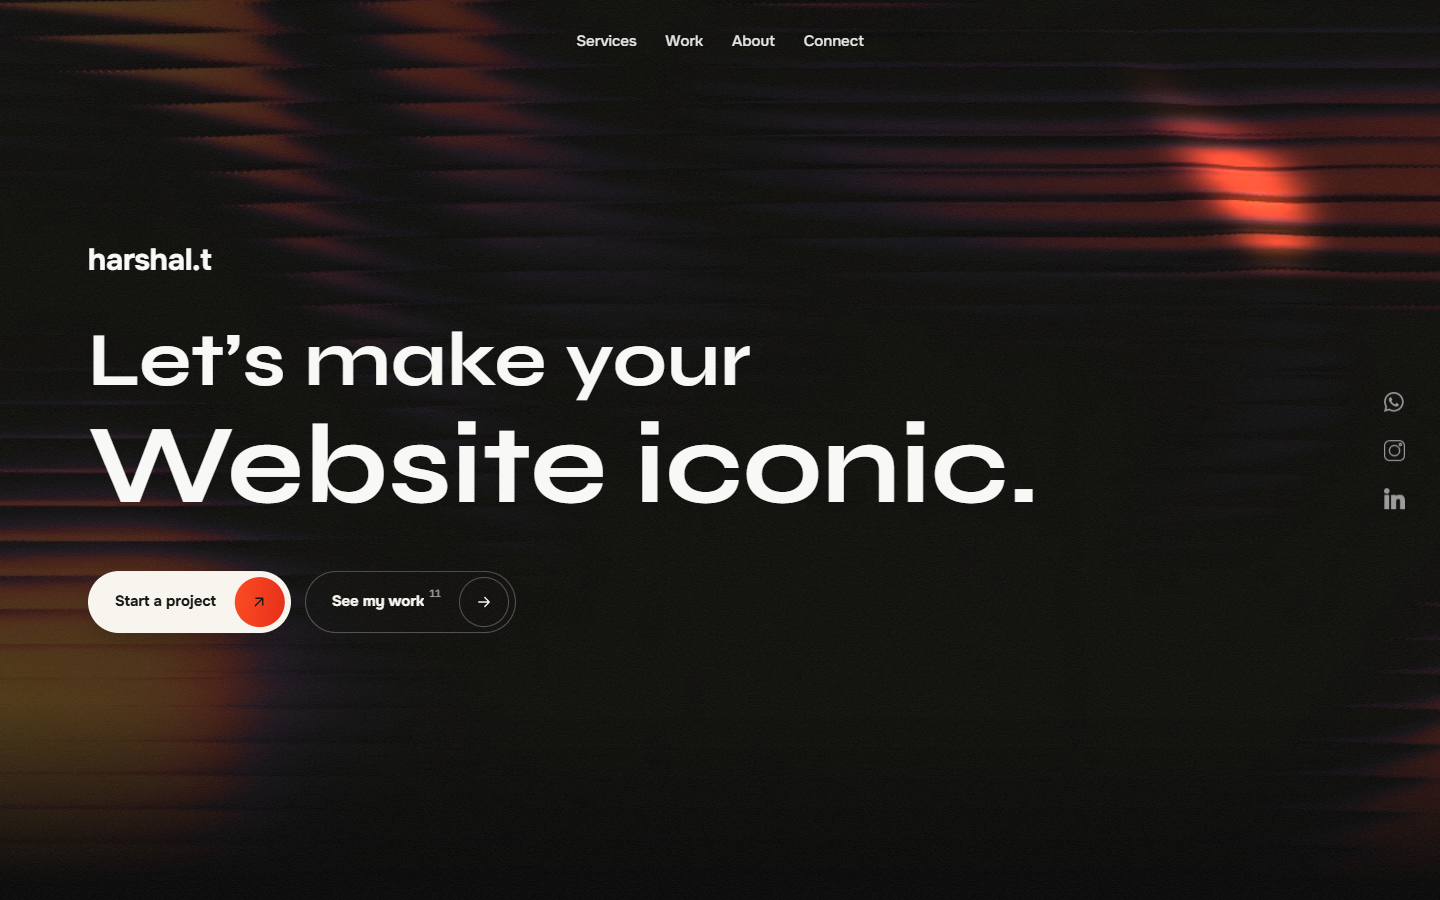 Services Work About Connect
harshal.t
Let’s make your
Website iconic.
Start a project
See my work 11